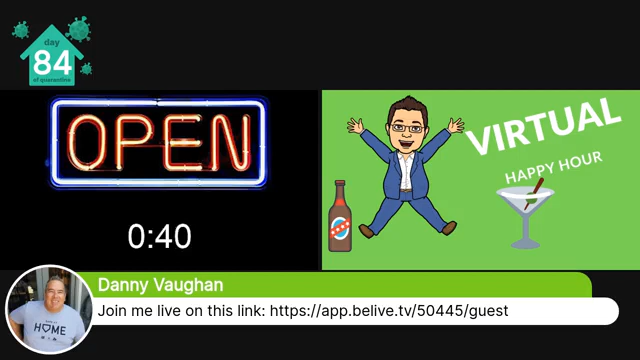 day
84
of quarantine
OPEN
0:40
VIRTUAL
HAPPY HOUR
Danny Vaughan
Join me live on this link: https://app.belive.tv/50445/guest
HOME